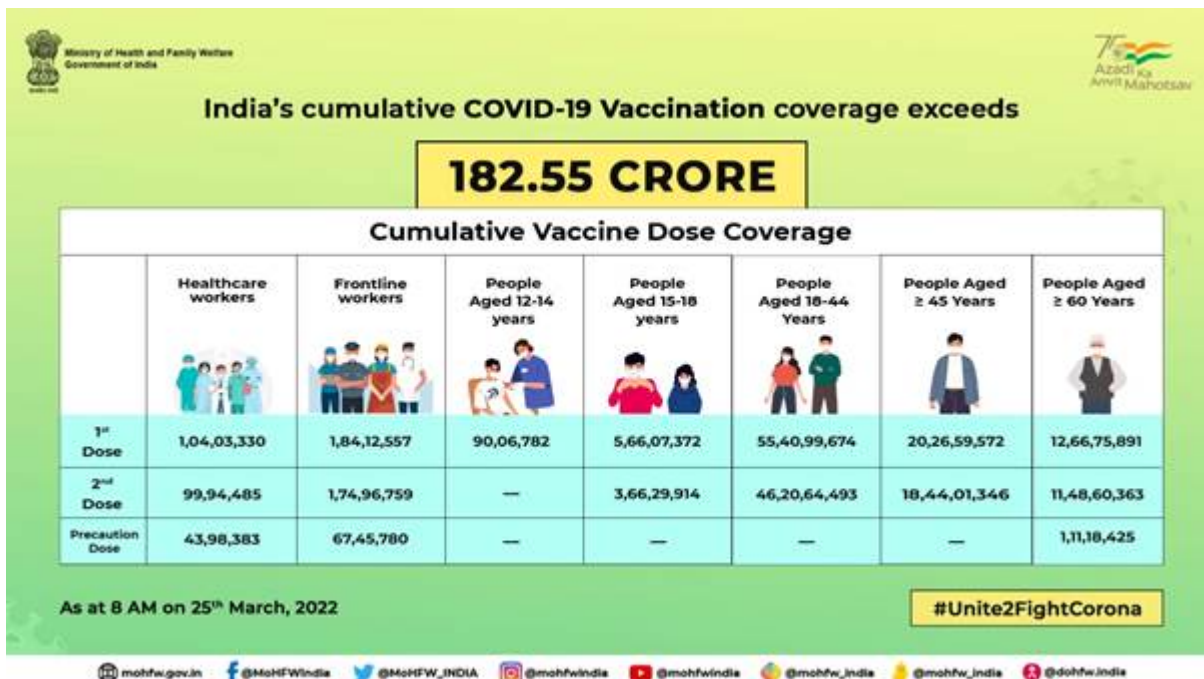 Ministry of Health and Family Welfare
Government of India
75
Azadi Ka
Amrit Mahotsav
India's cumulative COVID-19 Vaccination coverage exceeds
182.55 CRORE
Cumulative Vaccine Dose Coverage
Healthcare workers
Frontline workers
People Aged 12-14 years
People Aged 15-18 years
People Aged 18-44 Years
People Aged ≥ 45 Years
People Aged ≥ 60 Years
1st Dose 1,04,03,330 1,84,12,557 90,06,782 5,66,07,372 55,40,99,674 20,26,59,572 12,66,75,891
2nd Dose 99,94,485 1,74,96,759 — 3,66,29,914 46,20,64,493 18,44,01,346 11,48,60,363
Precaution Dose 43,98,383 67,45,780 — — — — 1,11,18,425
As at 8 AM on 25th March, 2022
#Unite2FightCorona
mohfw.gov.in @MoHFWIndia @MoHFW_INDIA @mohfwindia @mohfwindia @mohfw_india @mohfw_india @dohfw.india